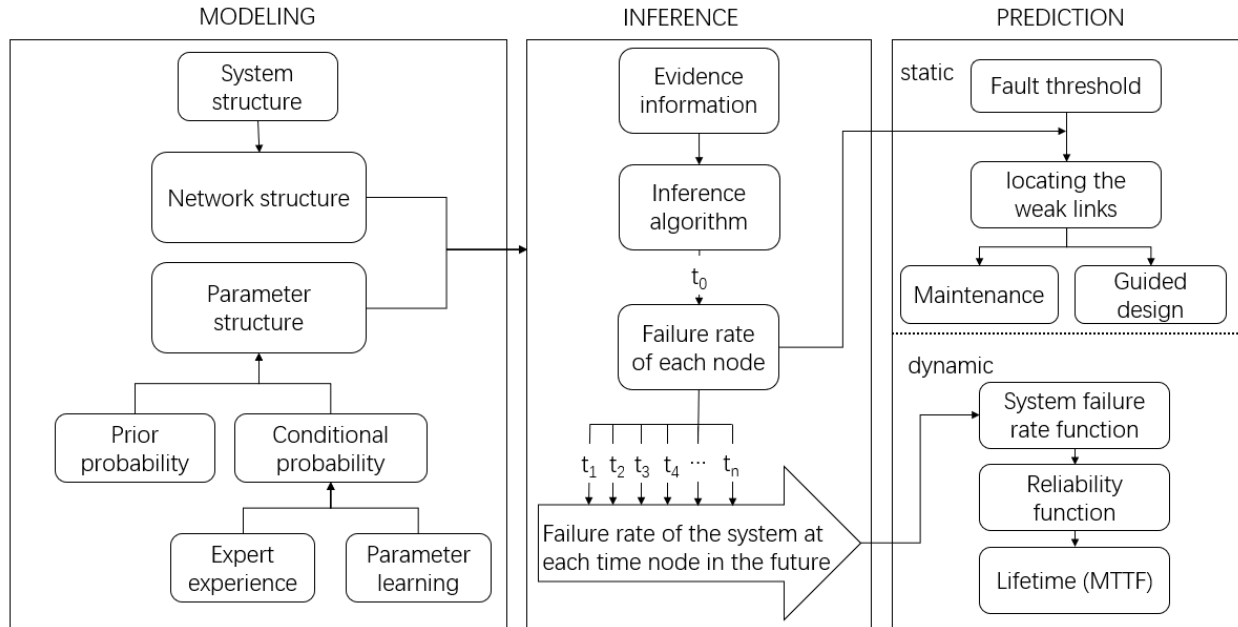 MODELING
System
structure
Network structure
Parameter
structure
Prior
probability
Conditional
probability
Expert
experience
Parameter
learning
INFERENCE
Evidence
information
Inference
algorithm
t0
Failure rate
of each node
t1 t2 t3 t4 ··· tn
Failure rate of the system at
each time node in the future
PREDICTION
static
Fault threshold
locating the
weak links
Maintenance
Guided
design
dynamic
System failure
rate function
Reliability
function
Lifetime (MTTF)